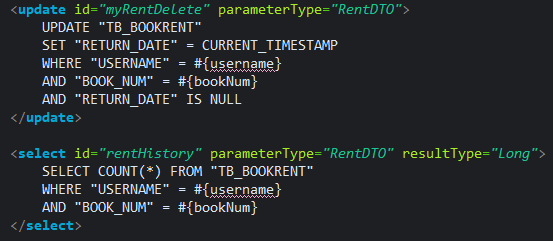 <update id="myRentDelete" parameterType="RentDTO">
    UPDATE "TB_BOOKRENT"
    SET "RETURN_DATE" = CURRENT_TIMESTAMP
    WHERE "USERNAME" = #{username}
    AND "BOOK_NUM" = #{bookNum}
    AND "RETURN_DATE" IS NULL
</update>

<select id="rentHistory" parameterType="RentDTO" resultType="Long">
    SELECT COUNT(*) FROM "TB_BOOKRENT"
    WHERE "USERNAME" = #{username}
    AND "BOOK_NUM" = #{bookNum}
</select>